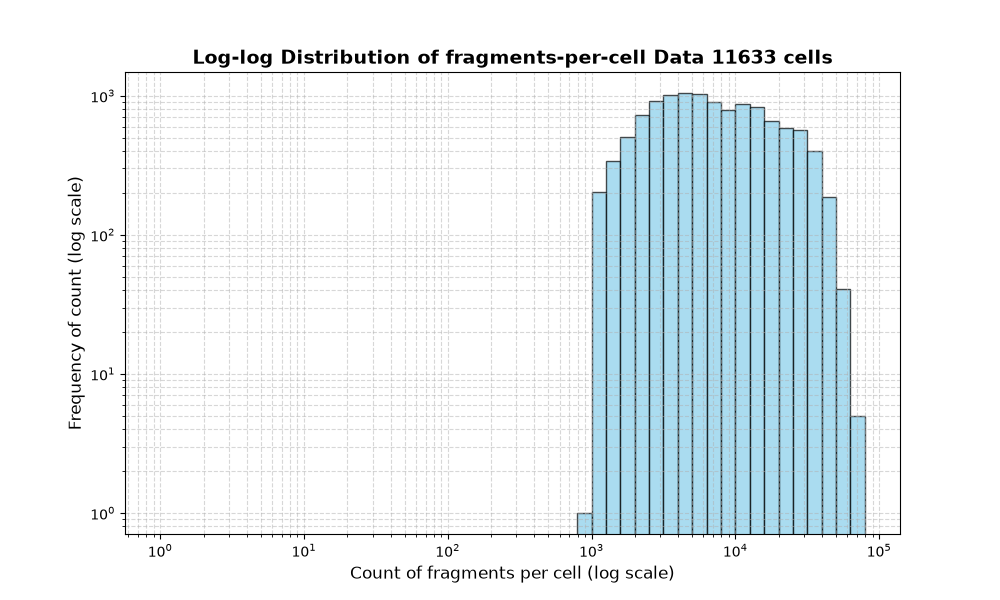 Log-log Distribution of fragments-per-cell Data 11633 cells
Frequency of count (log scale)
10³
10²
10¹
10⁰
10⁰ 10¹ 10² 10³ 10⁴ 10⁵
Count of fragments per cell (log scale)